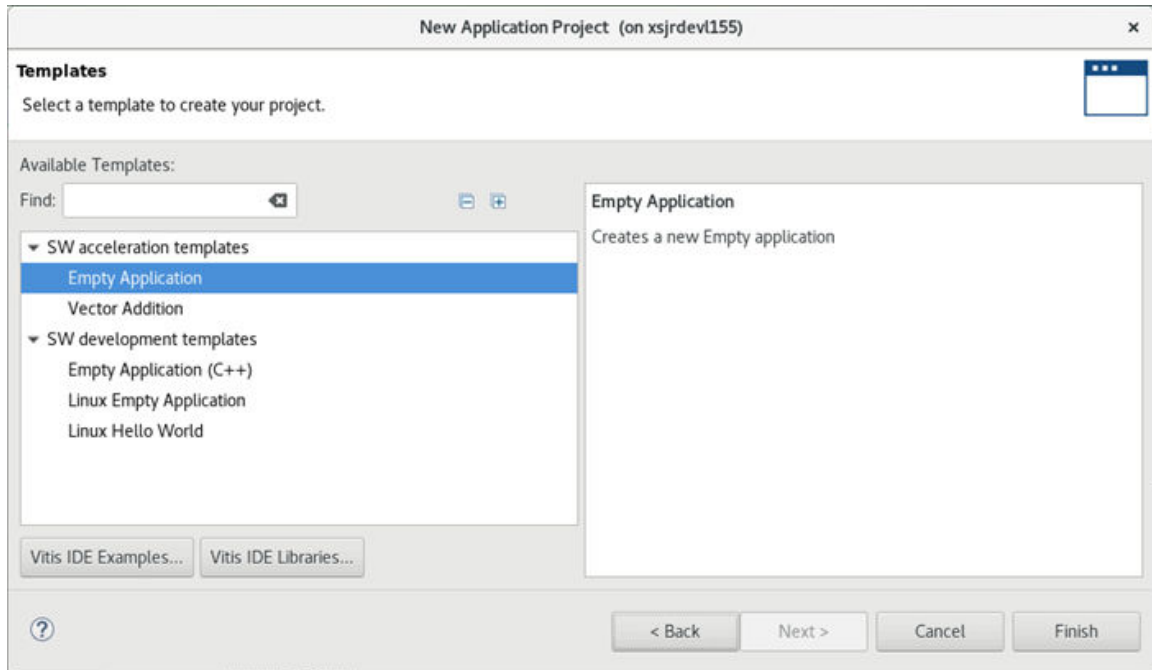 New Application Project (on xsjrdevl155)
Templates
Select a template to create your project.
Available Templates:
Find:
SW acceleration templates
Empty Application
Vector Addition
SW development templates
Empty Application (C++)
Linux Empty Application
Linux Hello World
Empty Application
Creates a new Empty application
Vitis IDE Examples...
Vitis IDE Libraries...
< Back
Next >
Cancel
Finish